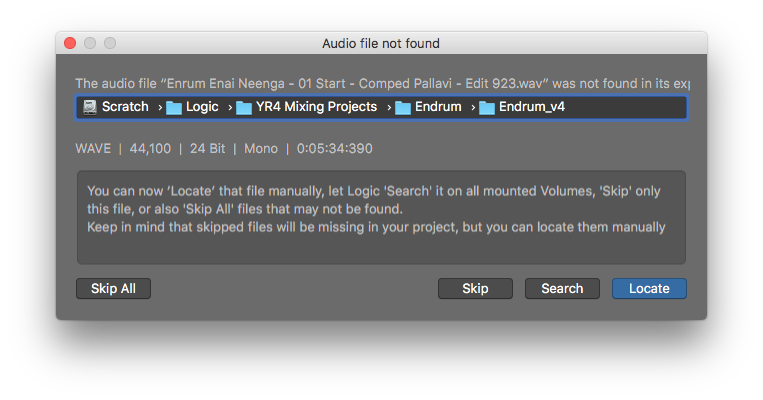 Audio file not found
The audio file “Enrum Enai Neenga - 01 Start - Comped Pallavi - Edit 923.wav” was not found in its exp
Scratch › Logic › YR4 Mixing Projects › Endrum › Endrum_v4
WAVE | 44,100 | 24 Bit | Mono | 0:05:34:390
You can now ‘Locate’ that file manually, let Logic 'Search' it on all mounted Volumes, 'Skip' only
this file, or also 'Skip All' files that may not be found.
Keep in mind that skipped files will be missing in your project, but you can locate them manually
Skip All Skip Search Locate